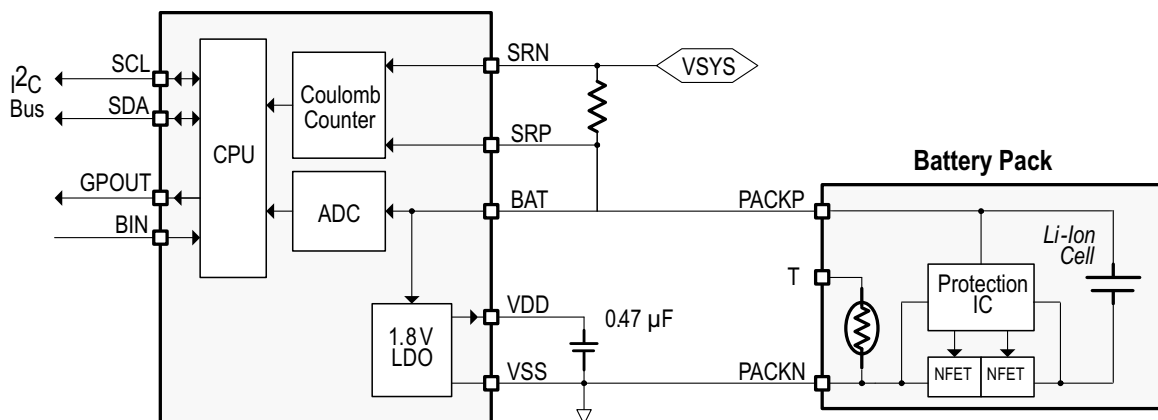 I2C
Bus
SCL
SDA
GPOUT
BIN
CPU
Coulomb
Counter
ADC
1.8 V
LDO
SRN
SRP
BAT
VDD
VSS
VSYS
0.47 µF
Battery Pack
PACKP
T
PACKN
Li-Ion
Cell
Protection
IC
NFET
NFET